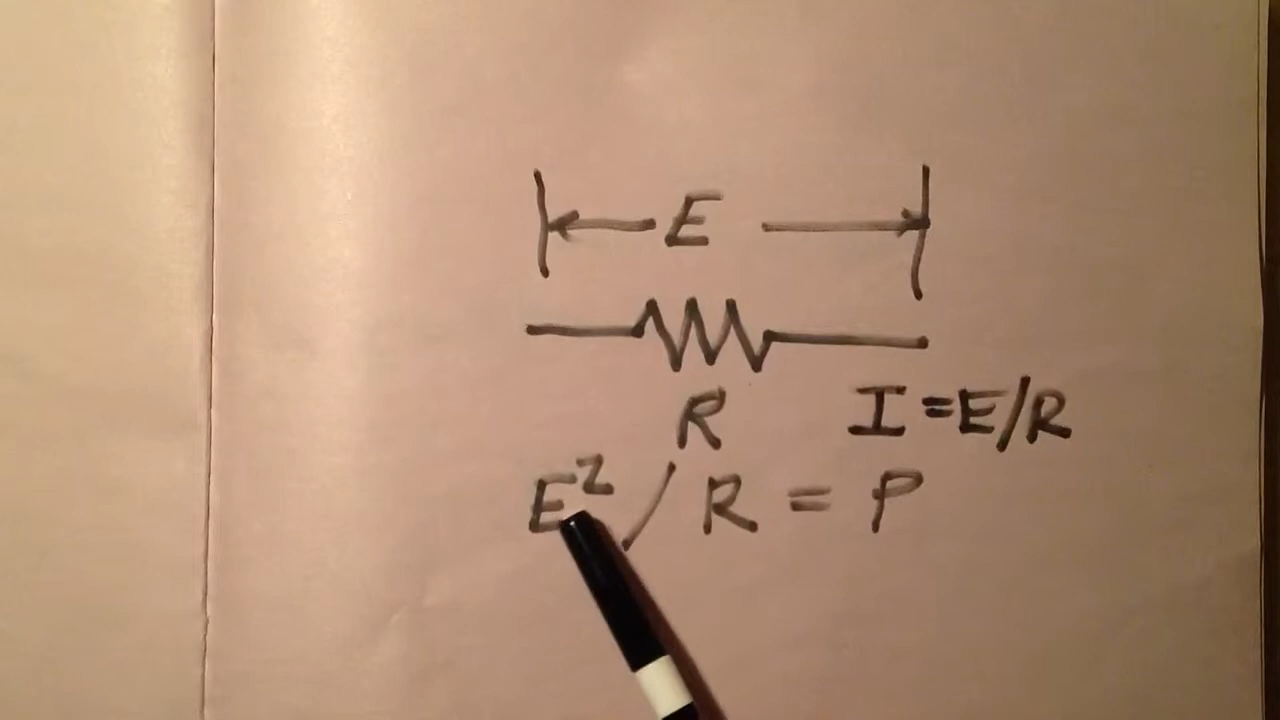 E
R
I = E/R
E² / R = P